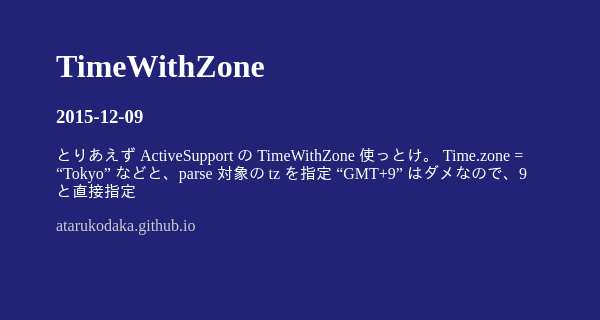 TimeWithZone
2015-12-09
とりあえず ActiveSupport の TimeWithZone 使っとけ。 Time.zone =
“Tokyo” などと、parse 対象の tz を指定 “GMT+9” はダメなので、9
と直接指定
atarukodaka.github.io